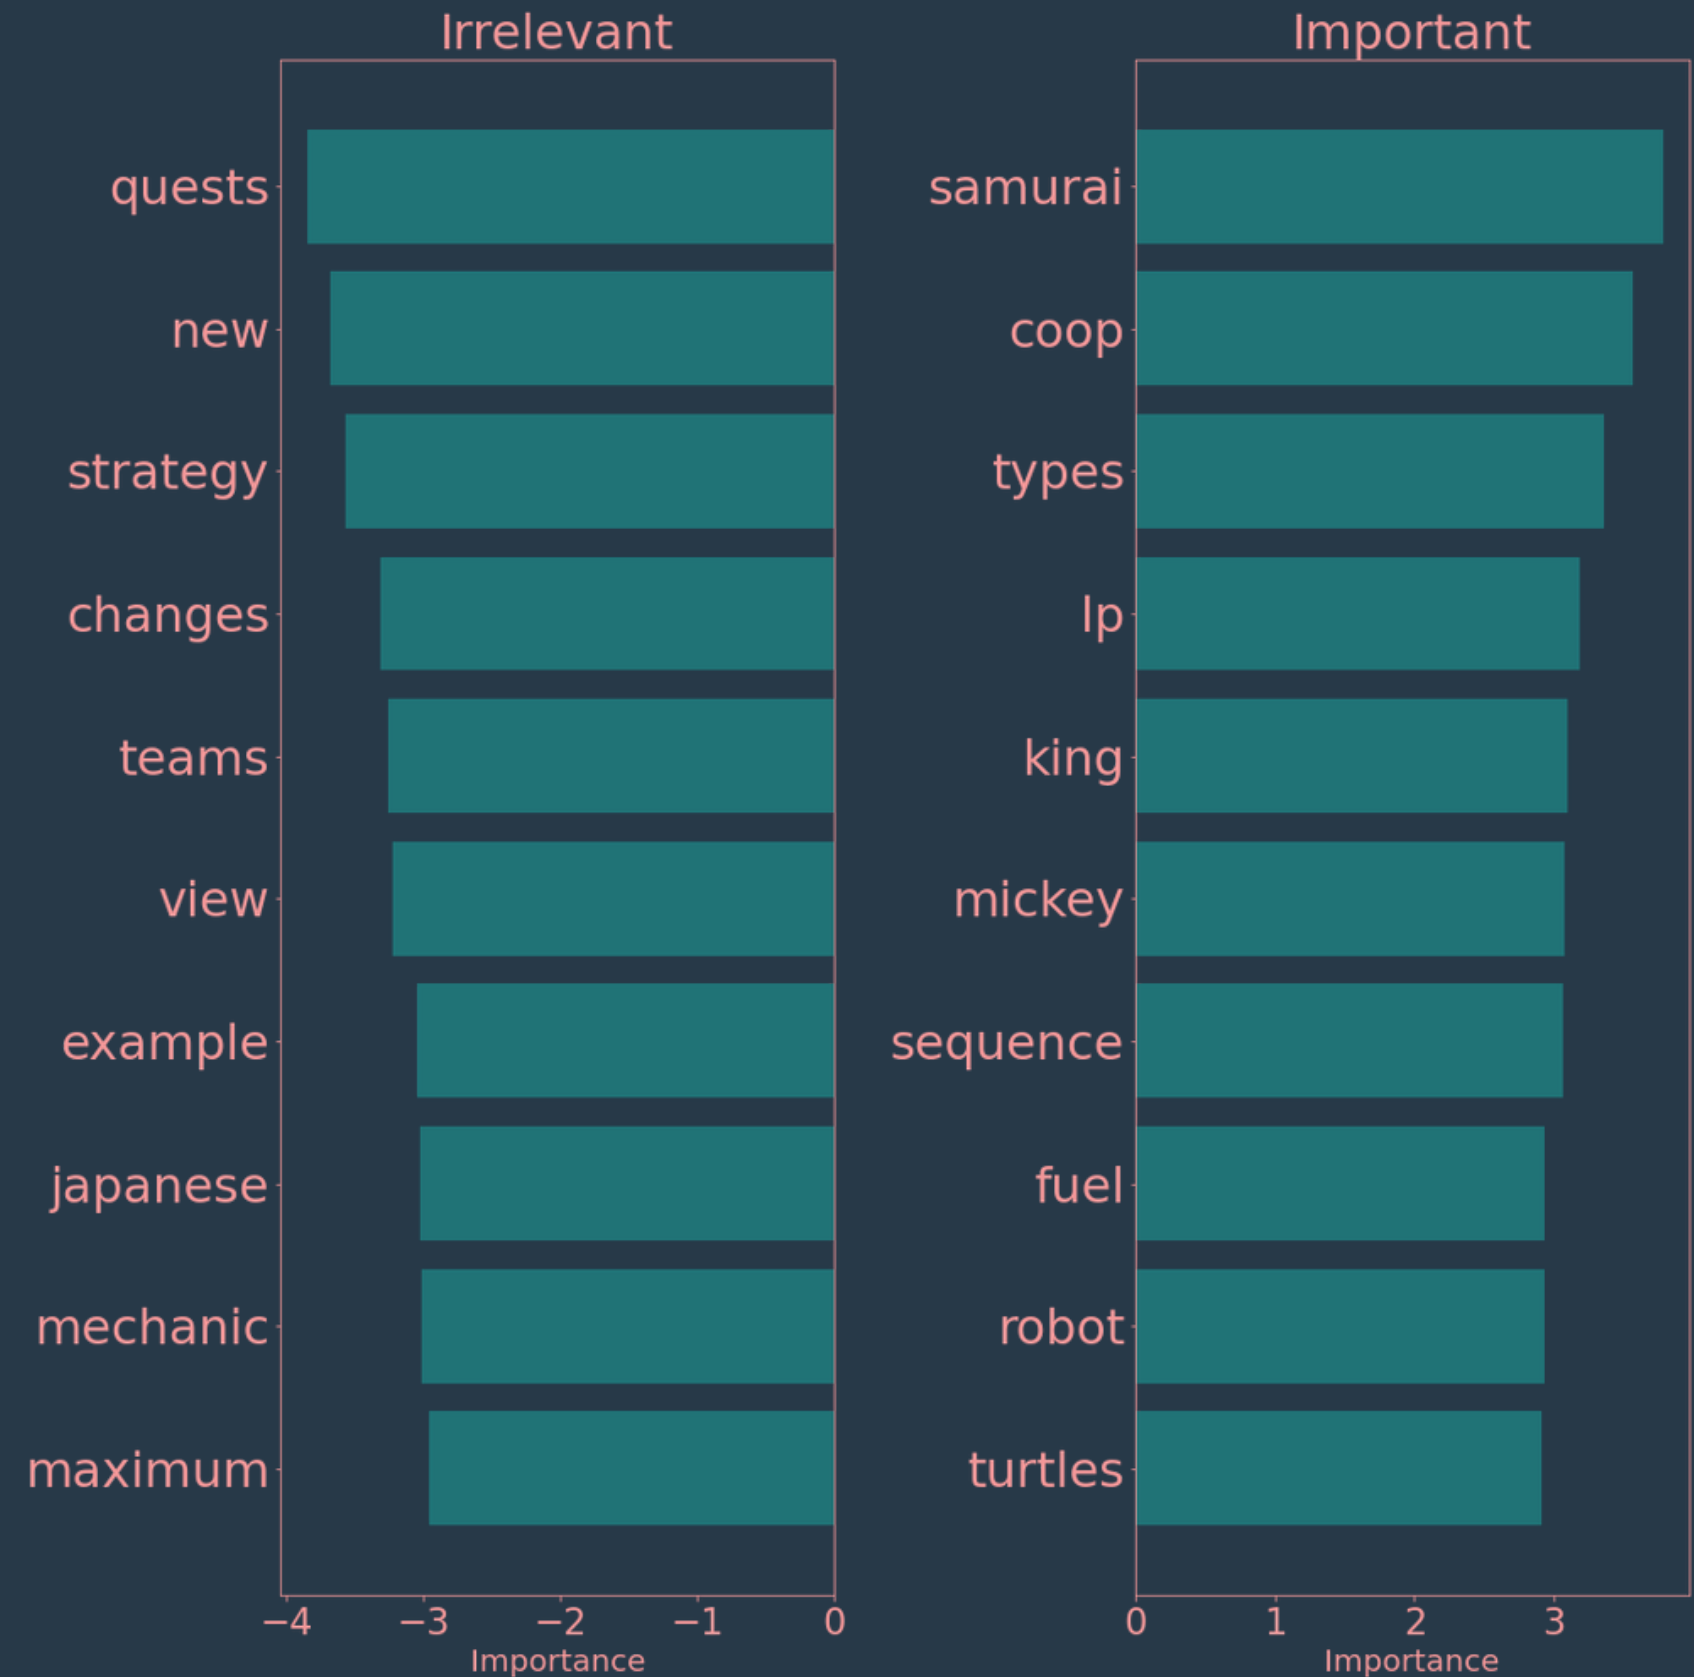 Irrelevant
quests
new
strategy
changes
teams
view
example
japanese
mechanic
maximum
−4 −3 −2 −1 0
Importance
Important
samurai
coop
types
lp
king
mickey
sequence
fuel
robot
turtles
0 1 2 3
Importance